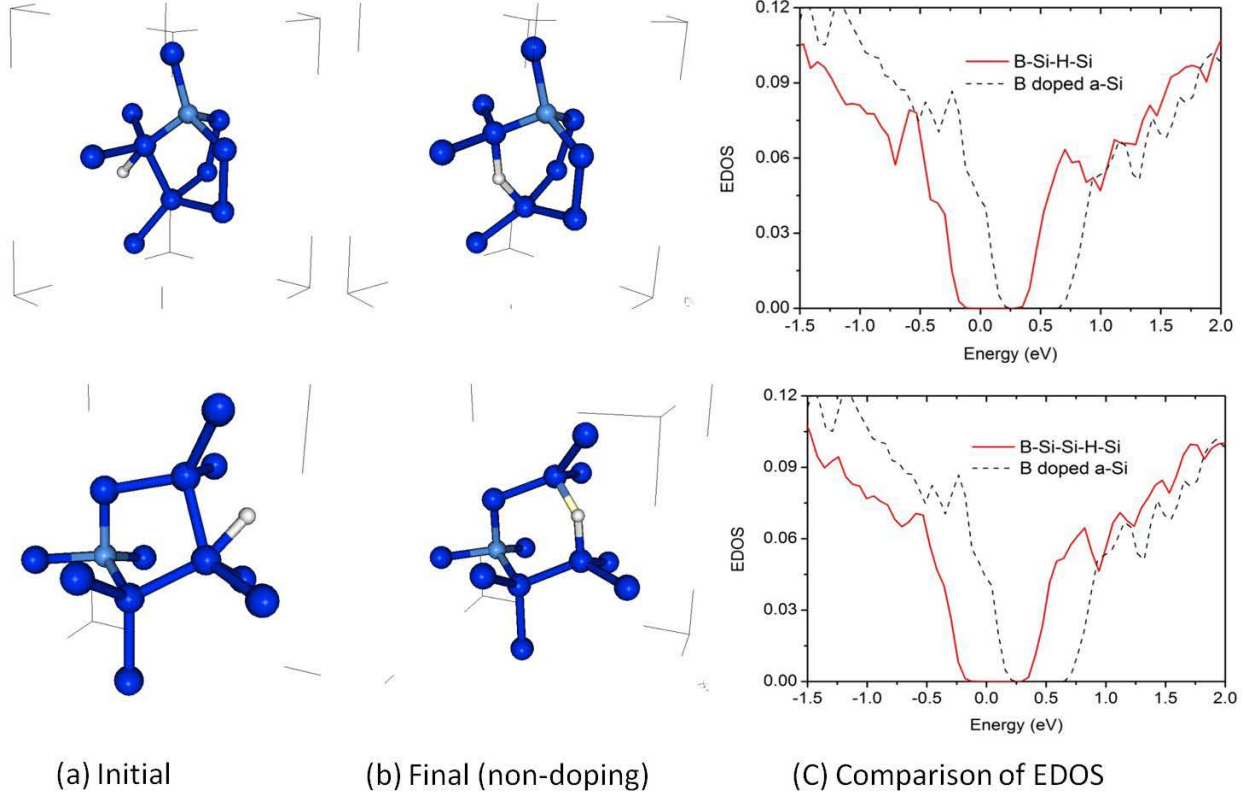 0.12
0.09
0.06
0.03
0.00
EDOS
B-Si-H-Si
B doped a-Si
-1.5 -1.0 -0.5 0.0 0.5 1.0 1.5 2.0
Energy (eV)
0.12
0.09
0.06
0.03
0.00
EDOS
B-Si-Si-H-Si
B doped a-Si
-1.5 -1.0 -0.5 0.0 0.5 1.0 1.5 2.0
Energy (eV)
(a) Initial (b) Final (non-doping) (C) Comparison of EDOS